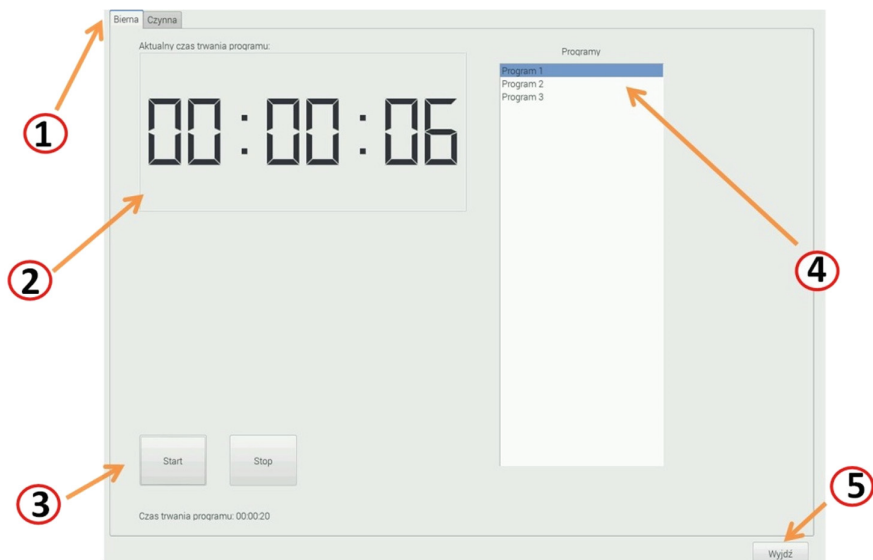 Bierna Czynna
Aktualny czas trwania programu:
00:00:06
Programy
Program 1
Program 2
Program 3
Start Stop
Czas trwania programu: 00:00:20
Wyjdź
1
2
3
4
5